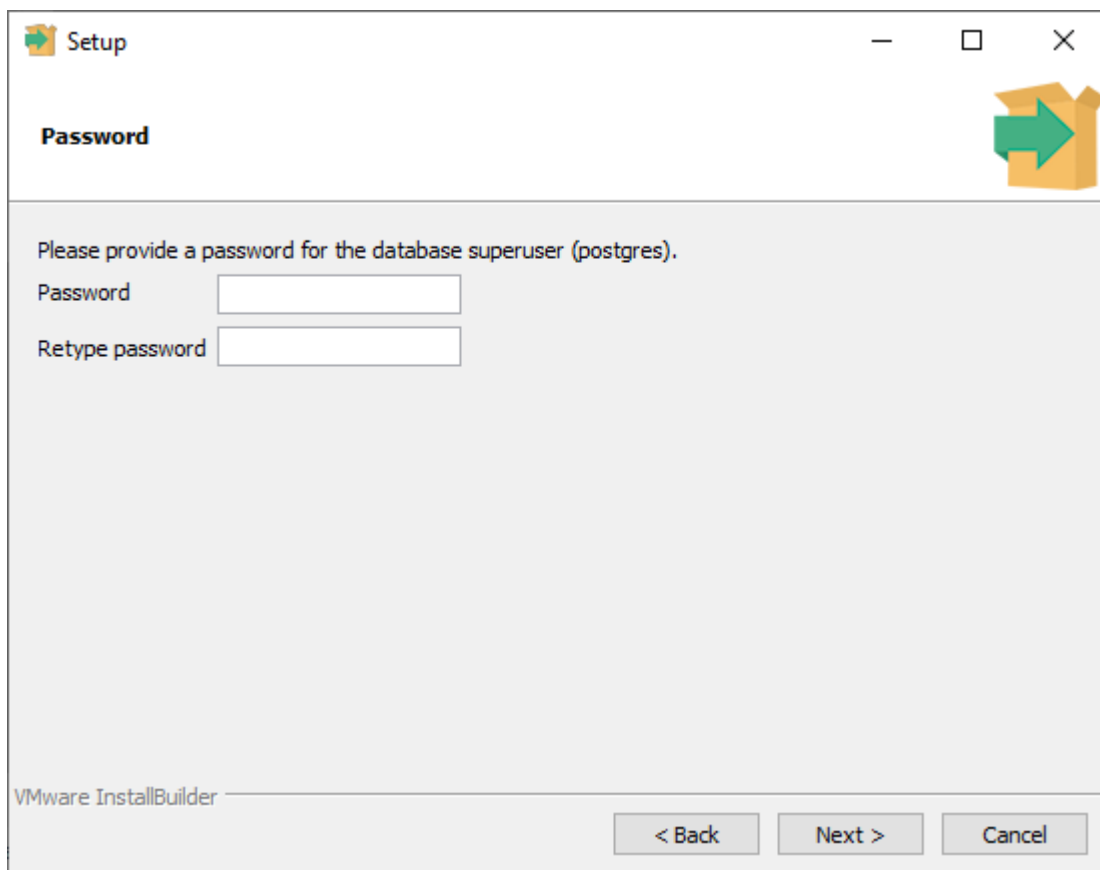 Setup
Password
Please provide a password for the database superuser (postgres).
Password
Retype password
VMware InstallBuilder
< Back Next > Cancel